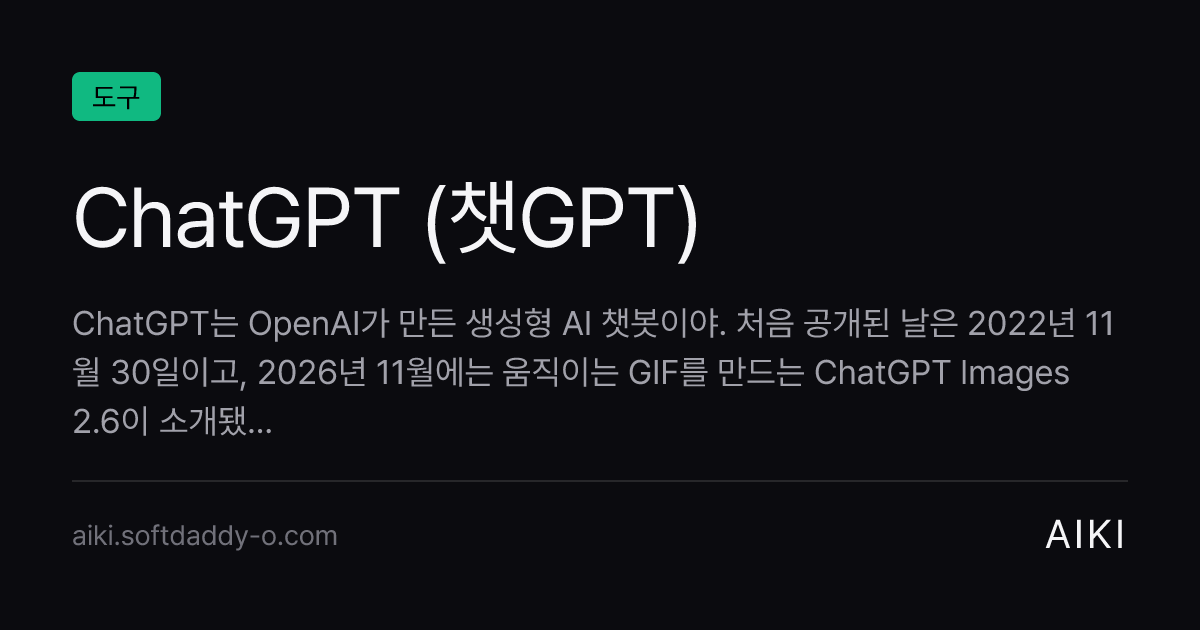 도구
ChatGPT (챗GPT)
ChatGPT는 OpenAI가 만든 생성형 AI 챗봇이야. 처음 공개된 날은 2022년 11
월 30일이고, 2026년 11월에는 움직이는 GIF를 만드는 ChatGPT Images
2.6이 소개됐...
aiki.softdaddy-o.com
AIKI